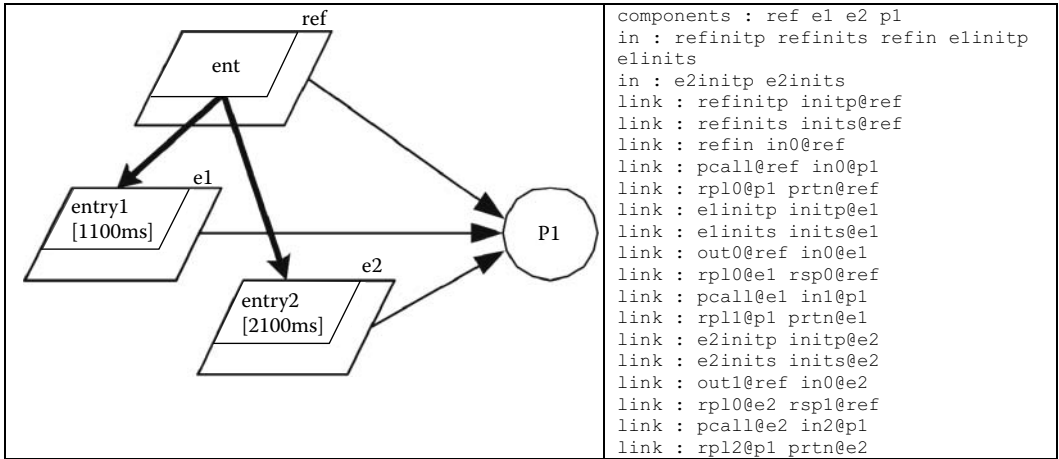 ref
ent
e1
entry1
[1100ms]
P1
e2
entry2
[2100ms]
components : ref e1 e2 p1
in : refinitp refinits refin e1initp
e1inits
in : e2initp e2inits
link : refinitp initp@ref
link : refinits inits@ref
link : refin in0@ref
link : pcall@ref in0@p1
link : rpl0@p1 prtn@ref
link : e1initp initp@e1
link : e1inits inits@e1
link : out0@ref in0@e1
link : rpl0@e1 rsp0@ref
link : pcall@e1 in1@p1
link : rpl1@p1 prtn@e1
link : e2initp initp@e2
link : e2inits inits@e2
link : out1@ref in0@e2
link : rpl0@e2 rsp1@ref
link : pcall@e2 in2@p1
link : rpl2@p1 prtn@e2